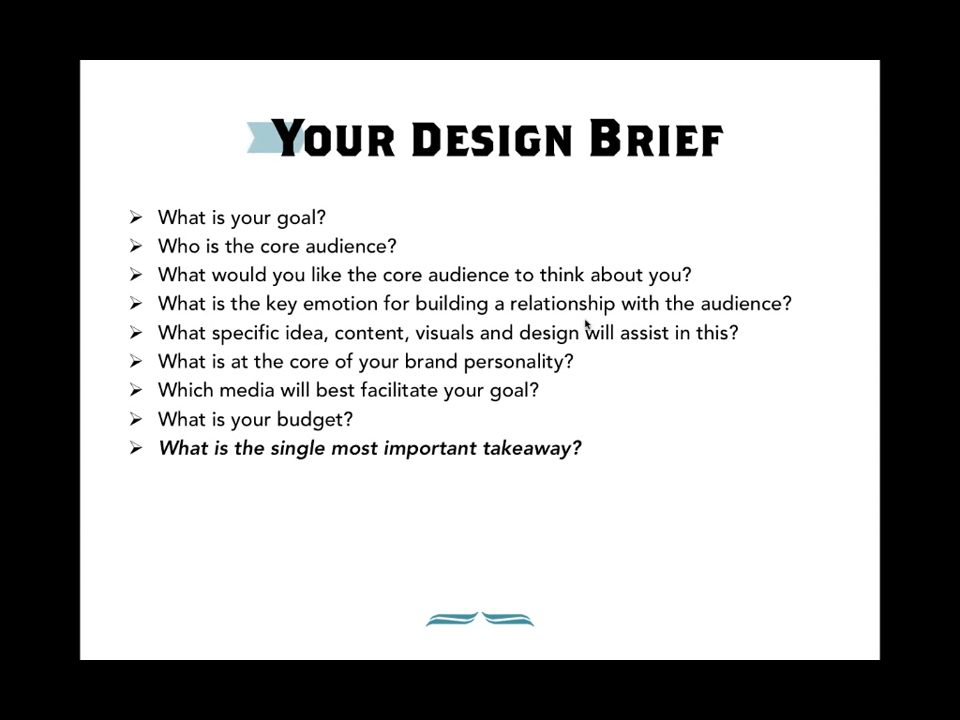 Your Design Brief
➢ What is your goal?
➢ Who is the core audience?
➢ What would you like the core audience to think about you?
➢ What is the key emotion for building a relationship with the audience?
➢ What specific idea, content, visuals and design will assist in this?
➢ What is at the core of your brand personality?
➢ Which media will best facilitate your goal?
➢ What is your budget?
➢ What is the single most important takeaway?